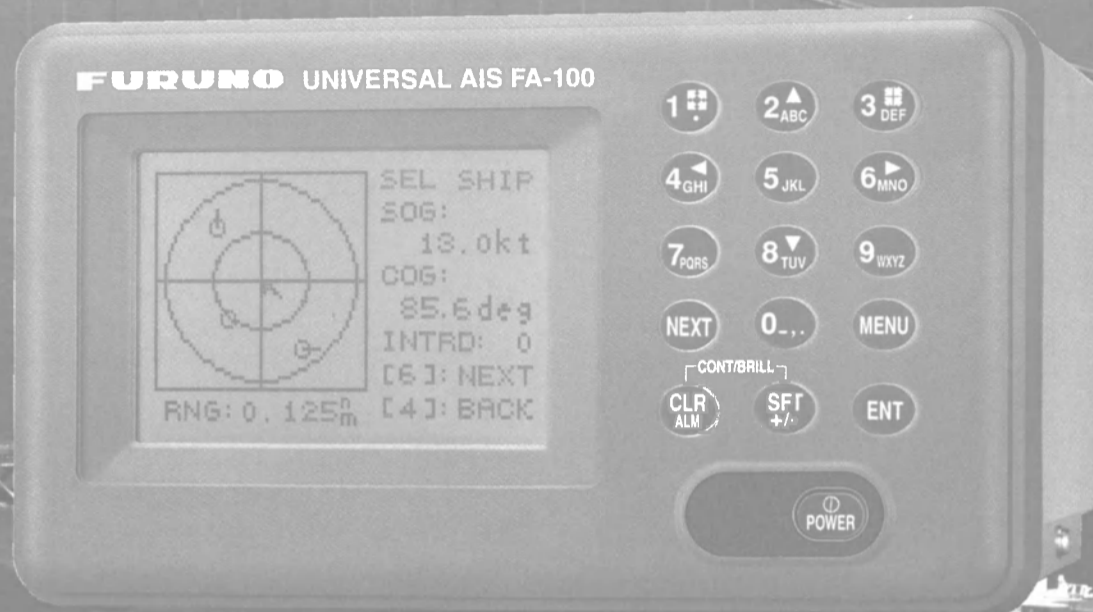 FURUNO UNIVERSAL AIS FA-100
SEL SHIP
SOG:
13.0kt
COG:
85.6deg
INTRD: 0
[6]: NEXT
RNG: 0.125nm [4]: BACK
1 2 ABC 3 DEF
4 GHI 5 JKL 6 MNO
7 PQRS 8 TUV 9 WXYZ
NEXT 0-,. MENU
CONT/BRILL
CLR SFT ENT
ALM +/-
POWER